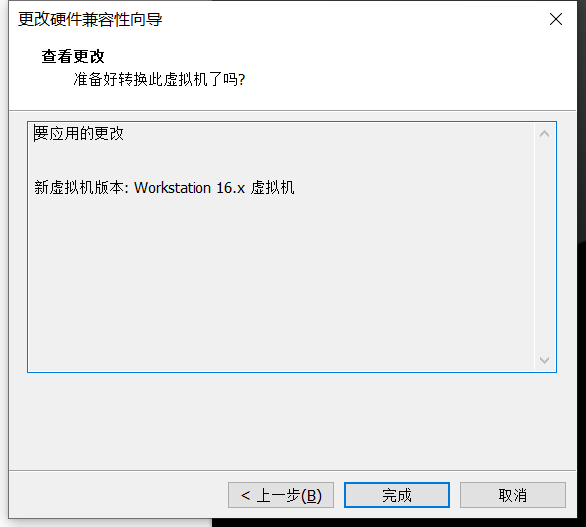 更改硬件兼容性向导
查看更改
准备好转换此虚拟机了吗?
要应用的更改
新虚拟机版本: Workstation 16.x 虚拟机
< 上一步(B)
完成
取消